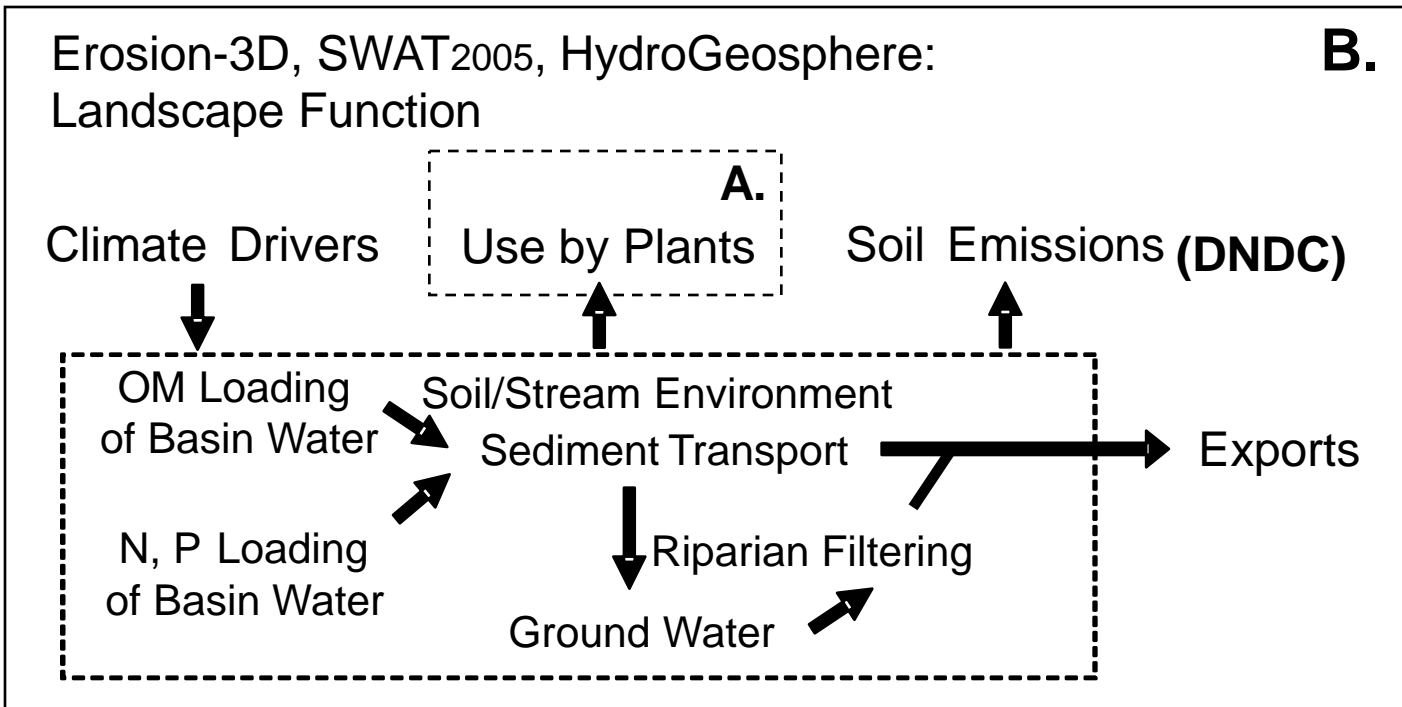 Erosion-3D, SWAT2005, HydroGeosphere:
Landscape Function
B.
A.
Climate Drivers
Use by Plants
Soil Emissions (DNDC)
OM Loading
of Basin Water
Soil/Stream Environment
Sediment Transport
Exports
N, P Loading
of Basin Water
Riparian Filtering
Ground Water